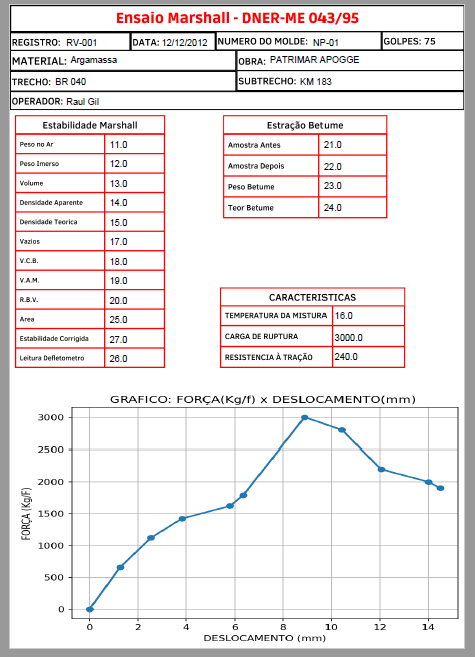 Ensaio Marshall - DNER-ME 043/95
REGISTRO: RV-001 DATA: 12/12/2012 NUMERO DO MOLDE: NP-01 GOLPES: 75
MATERIAL: Argamassa OBRA: PATRIMAR APOGGE
TRECHO: BR 040 SUBTRECHO: KM 183
OPERADOR: Raul Gil
Estabilidade Marshall
Peso no Ar 11.0
Peso Imerso 12.0
Volume 13.0
Densidade Aparente 14.0
Densidade Teorica 15.0
Vazios 17.0
V.C.B. 18.0
V.A.M. 19.0
R.B.V. 20.0
Area 25.0
Estabilidade Corrigida 27.0
Leitura Defletometro 26.0
Estração Betume
Amostra Antes 21.0
Amostra Depois 22.0
Peso Betume 23.0
Teor Betume 24.0
CARACTERISTICAS
TEMPERATURA DA MISTURA 16.0
CARGA DE RUPTURA 3000.0
RESISTENCIA À TRAÇÃO 240.0
GRAFICO: FORÇA(Kg/f) x DESLOCAMENTO(mm)
FORÇA (Kg/F)
3000
2500
2000
1500
1000
500
0
0 2 4 6 8 10 12 14
DESLOCAMENTO (mm)